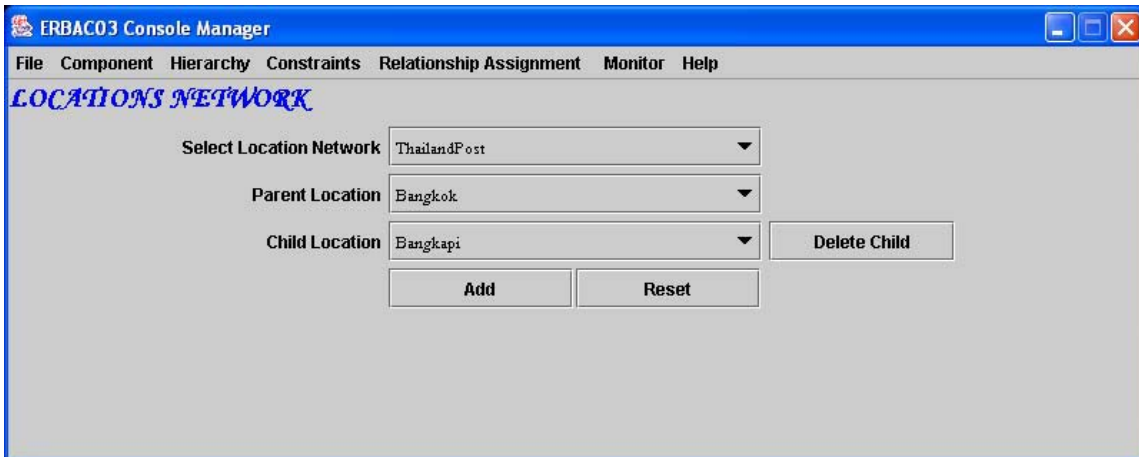 ERBAC03 Console Manager
File Component Hierarchy Constraints Relationship Assignment Monitor Help
LOCATIONS NETWORK
Select Location Network ThailandPost
Parent Location Bangkok
Child Location Bangkapi Delete Child
Add Reset